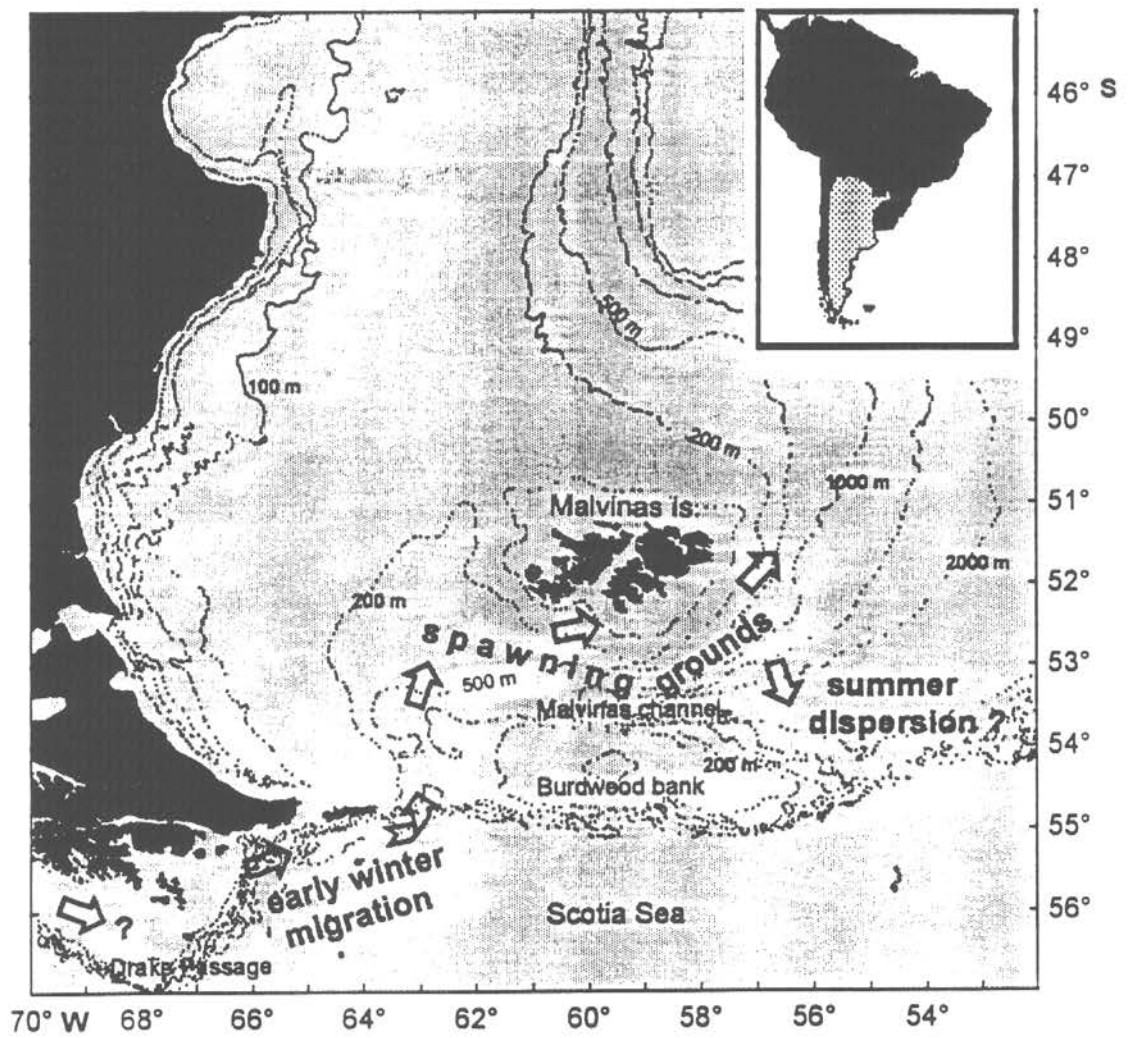 46° S
47°
48°
500 m
49°
100 m
50°
200 m
1000 m
51°
Malvinas is.
2000 m
52°
200 m
spawning grounds
53°
500 m
summer
dispersion ?
Malvinas channel
54°
200 m
Burdwood bank
55°
early winter
migration
Scotia Sea
56°
?
Drake Passage
70° W
68°
66°
64°
62°
60°
58°
56°
54°